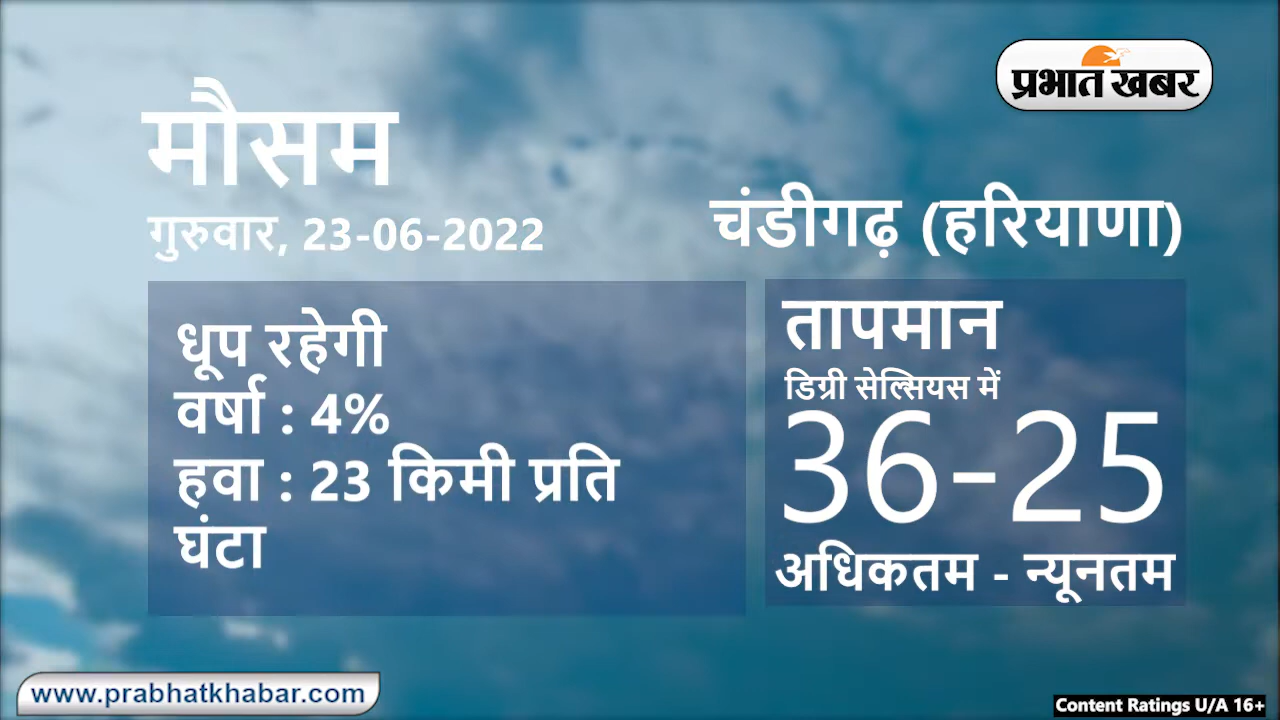 प्रभात खबर
मौसम
गुरुवार, 23-06-2022
चंडीगढ़ (हरियाणा)
धूप रहेगी
वर्षा : 4%
हवा : 23 किमी प्रति
घंटा
तापमान
डिग्री सेल्सियस में
36-25
अधिकतम - न्यूनतम
www.prabhatkhabar.com
Content Ratings U/A 16+